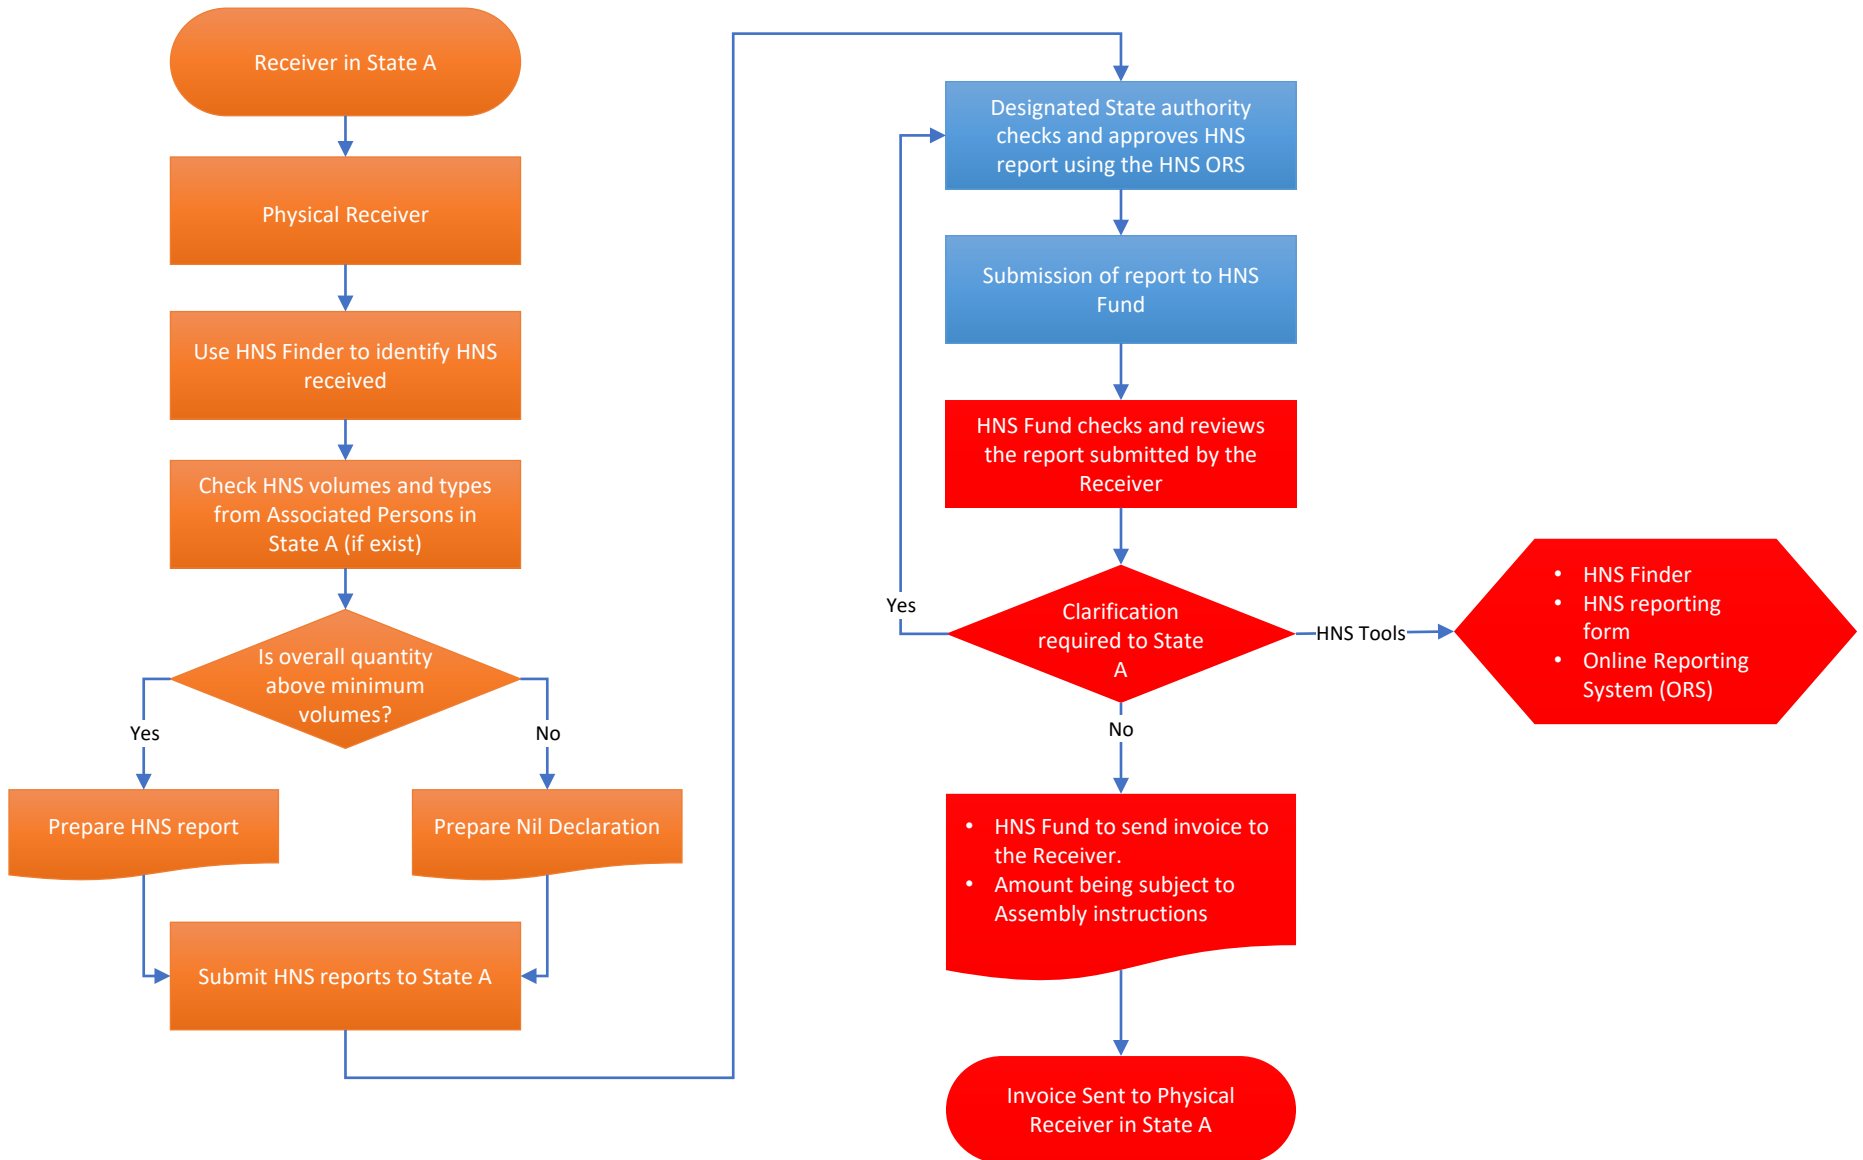 Receiver in State A
Physical Receiver
Use HNS Finder to identify HNS
received
Check HNS volumes and types
from Associated Persons in
State A (if exist)
Is overall quantity
above minimum
volumes?
Yes
No
Prepare HNS report
Prepare Nil Declaration
Submit HNS reports to State A
Designated State authority
checks and approves HNS
report using the HNS ORS
Submission of report to HNS
Fund
HNS Fund checks and reviews
the report submitted by the
Receiver
Clarification
required to State
A
Yes
HNS Tools
• HNS Finder
• HNS reporting
form
• Online Reporting
System (ORS)
No
• HNS Fund to send invoice to
the Receiver.
• Amount being subject to
Assembly instructions
Invoice Sent to Physical
Receiver in State A